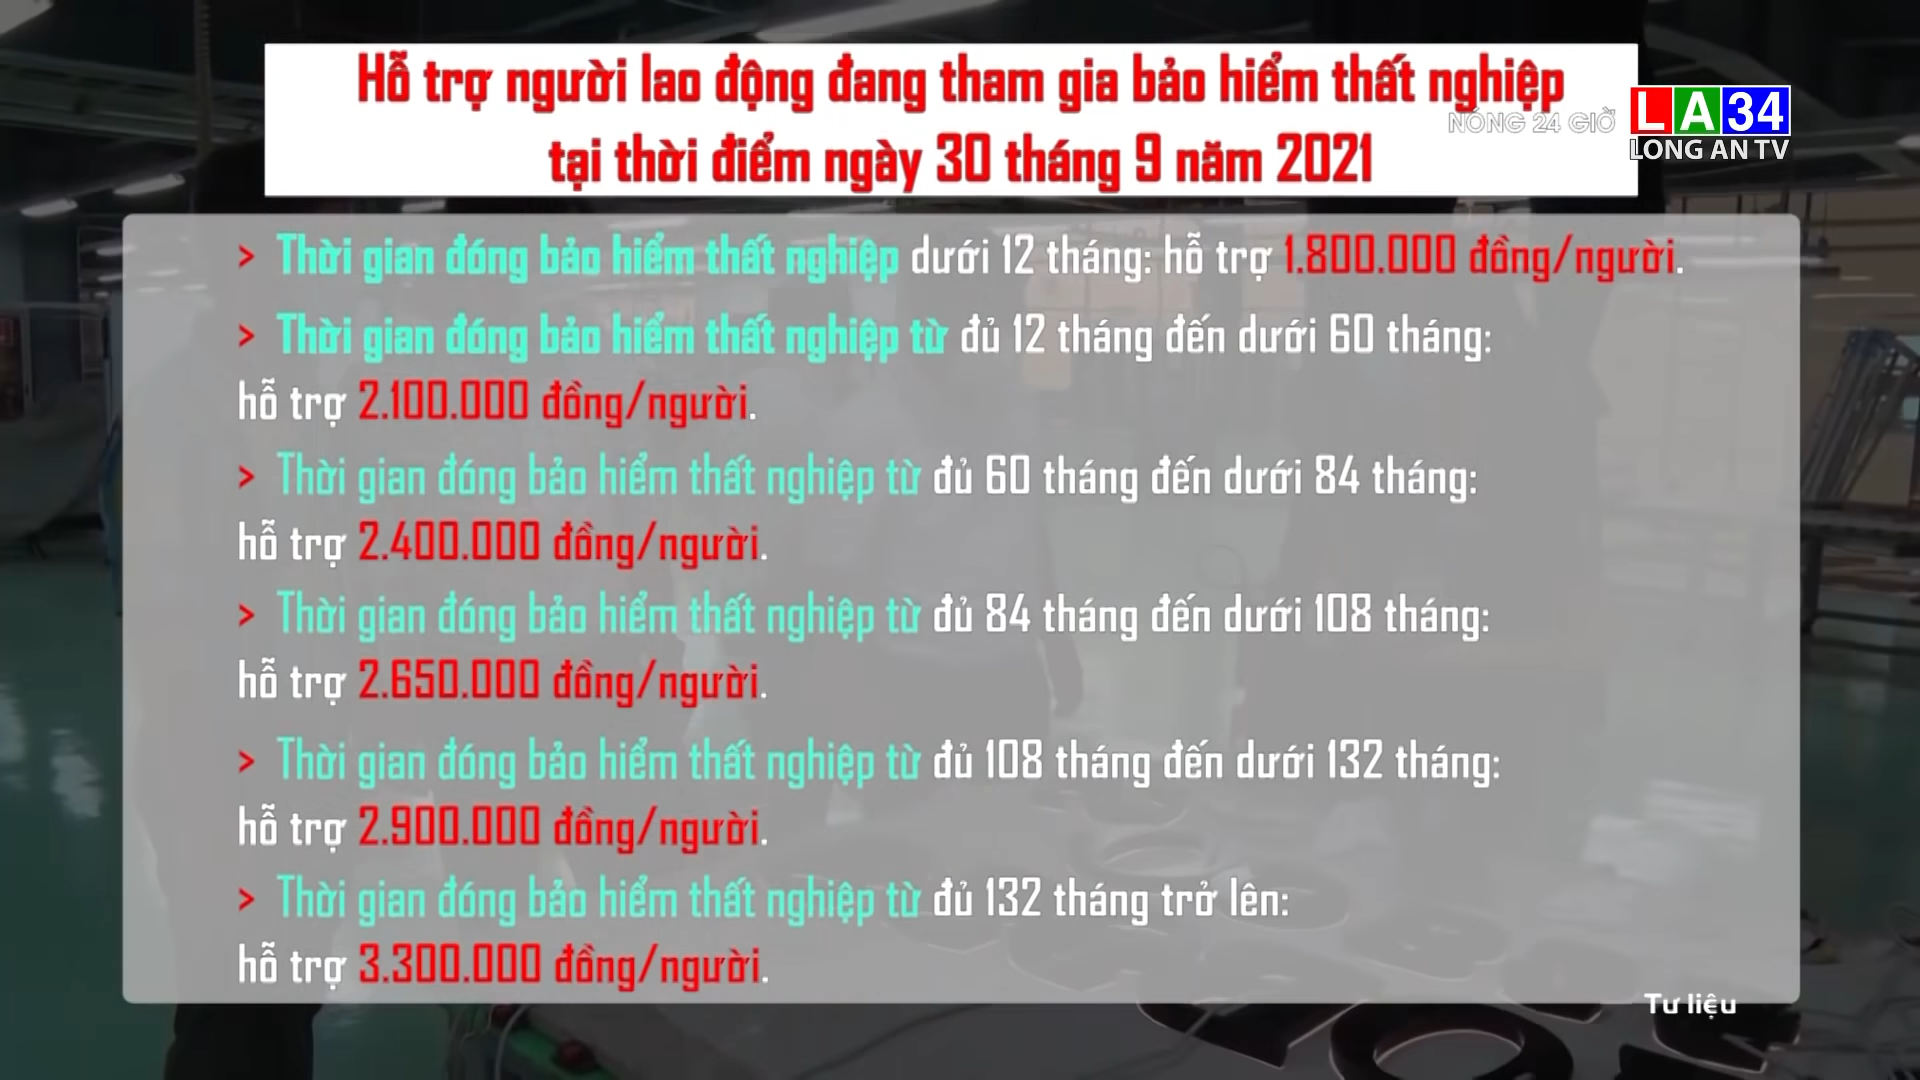 Hỗ trợ người lao động đang tham gia bảo hiểm thất nghiệp
tại thời điểm ngày 30 tháng 9 năm 2021
NÓNG 24 GIỜ
LA34
LONG AN TV
> Thời gian đóng bảo hiểm thất nghiệp dưới 12 tháng: hỗ trợ 1.800.000 đồng/người.
> Thời gian đóng bảo hiểm thất nghiệp từ đủ 12 tháng đến dưới 60 tháng:
hỗ trợ 2.100.000 đồng/người.
> Thời gian đóng bảo hiểm thất nghiệp từ đủ 60 tháng đến dưới 84 tháng:
hỗ trợ 2.400.000 đồng/người.
> Thời gian đóng bảo hiểm thất nghiệp từ đủ 84 tháng đến dưới 108 tháng:
hỗ trợ 2.650.000 đồng/người.
> Thời gian đóng bảo hiểm thất nghiệp từ đủ 108 tháng đến dưới 132 tháng:
hỗ trợ 2.900.000 đồng/người.
> Thời gian đóng bảo hiểm thất nghiệp từ đủ 132 tháng trở lên:
hỗ trợ 3.300.000 đồng/người.
Tư liệu